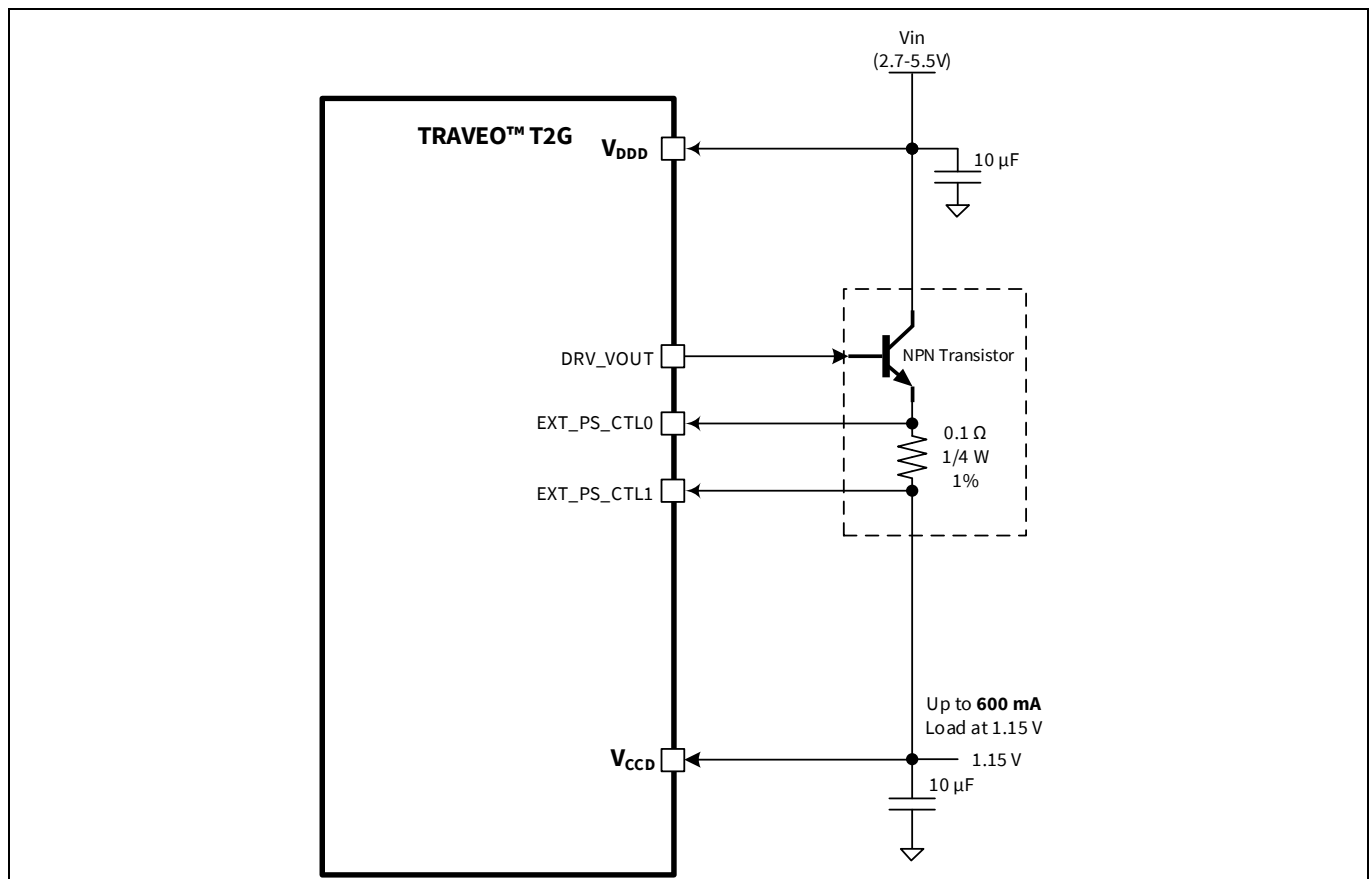 Vin
(2.7-5.5V)
TRAVEO™ T2G
VDDD
10 µF
DRV_VOUT
NPN Transistor
EXT_PS_CTL0
0.1 Ω
1/4 W
1%
EXT_PS_CTL1
Up to 600 mA
Load at 1.15 V
VCCD
1.15 V
10 µF